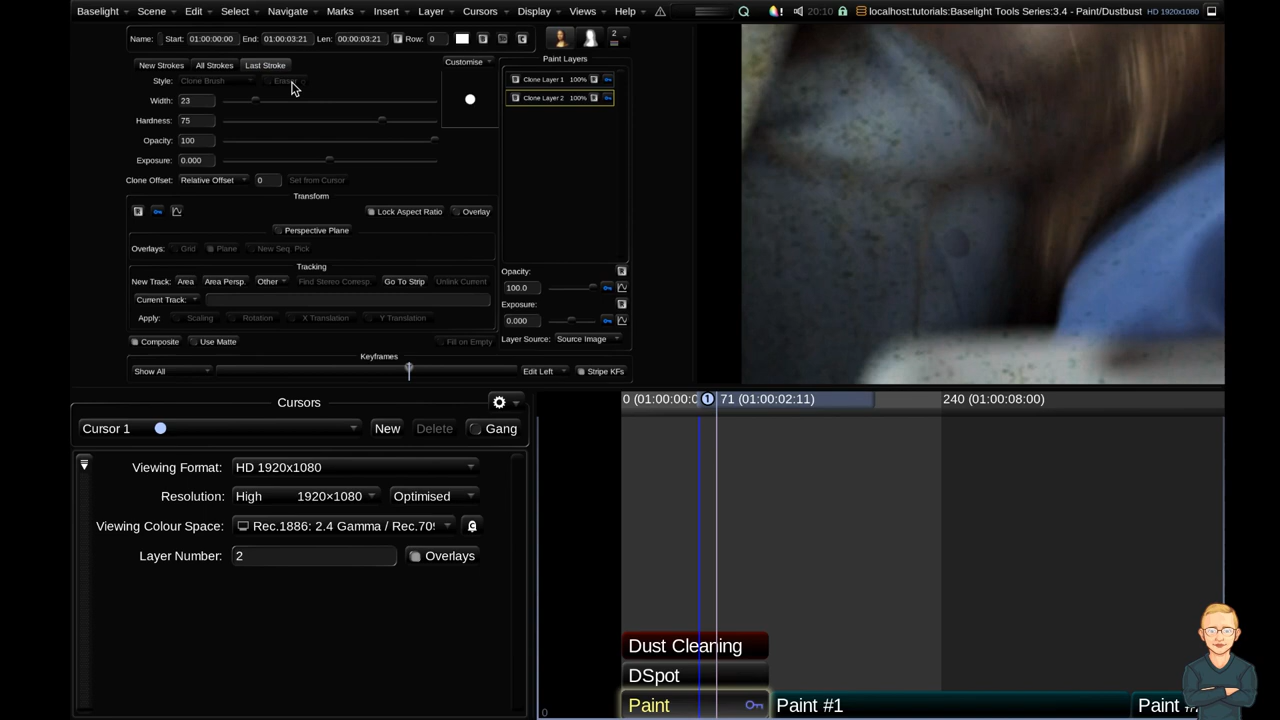 Baselight Scene Edit Select Navigate Marks Insert Layer Cursors Display Views Help 20:10 localhost:tutorials:Baselight Tools Series:3.4 - Paint/Dustbust HD 1920x1080
Name: Start: 01:00:00:00 End: 01:00:03:21 Len: 00:00:03:21 Row: 0 2
New Strokes All Strokes Last Stroke Customise Paint Layers
Style: Clone Brush Eraser Clone Layer 1 100%
Width: 23 Clone Layer 2 100%
Hardness: 75
Opacity: 100
Exposure: 0.000
Clone Offset: Relative Offset 0 Set from Cursor
Transform
Lock Aspect Ratio Overlay
Perspective Plane
Overlays: Grid Plane New Seq. Pick
Tracking
New Track: Area Area Persp. Other Find Stereo Corresp. Go To Strip Unlink Current
Current Track:
Apply: Scaling Rotation X Translation Y Translation
Composite Use Matte Fill on Empty
Opacity:
100.0
Exposure:
0.000
Layer Source: Source Image
Keyframes
Show All Edit Left Stripe KFs
Cursors
Cursor 1 New Delete Gang
Viewing Format: HD 1920x1080
Resolution: High 1920×1080 Optimised
Viewing Colour Space: Rec.1886: 2.4 Gamma / Rec.709
Layer Number: 2 Overlays
0 (01:00:00:0 1 71 (01:00:02:11) 240 (01:00:08:00)
Dust Cleaning
DSpot
0 Paint Paint #1 Paint #